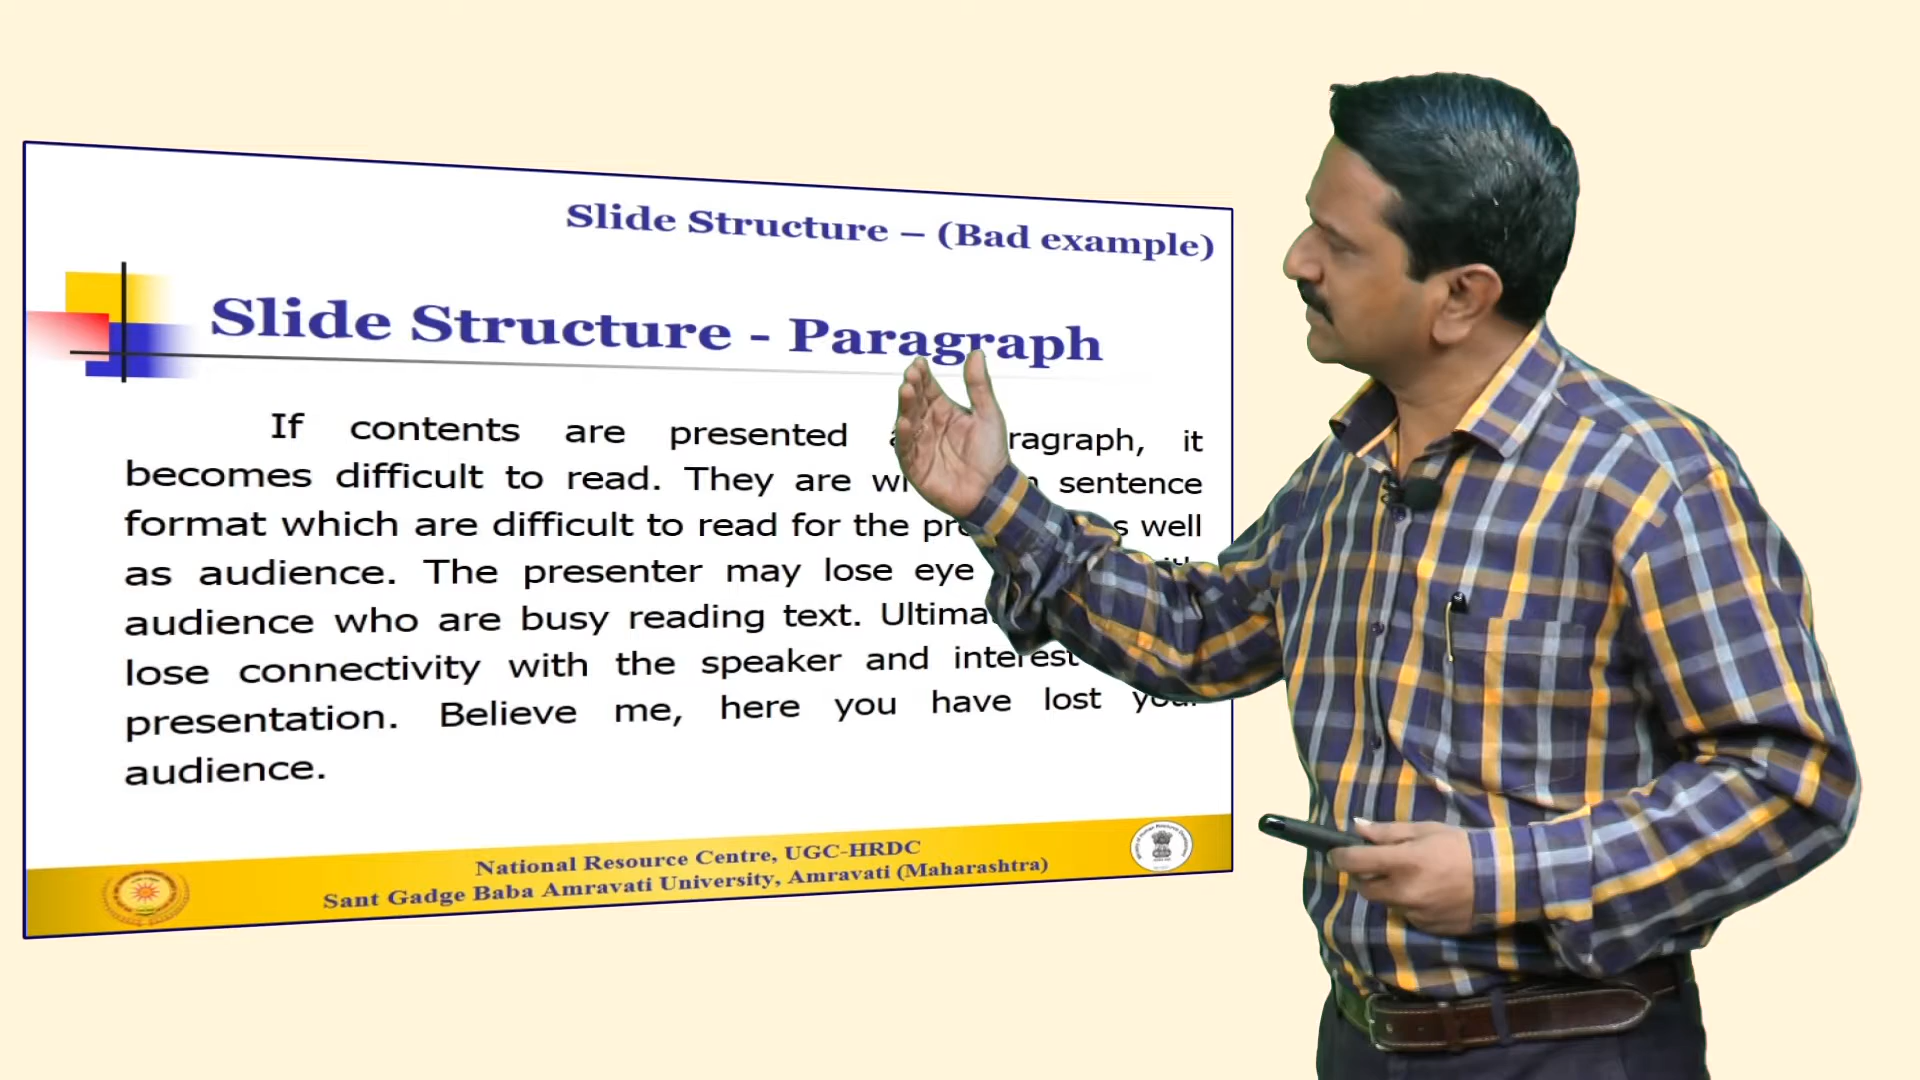 Slide Structure – (Bad example)
Slide Structure - Paragraph
If contents are presented ragraph, it
becomes difficult to read. They are sentence
format which are difficult to read for the well
as audience. The presenter may lose eye
audience who are busy reading text.
lose connectivity with the speaker and interest
presentation. Believe me, here you have lost your
audience.
National Resource Centre, UGC-HRDC
Sant Gadge Baba Amravati University, Amravati (Maharashtra)